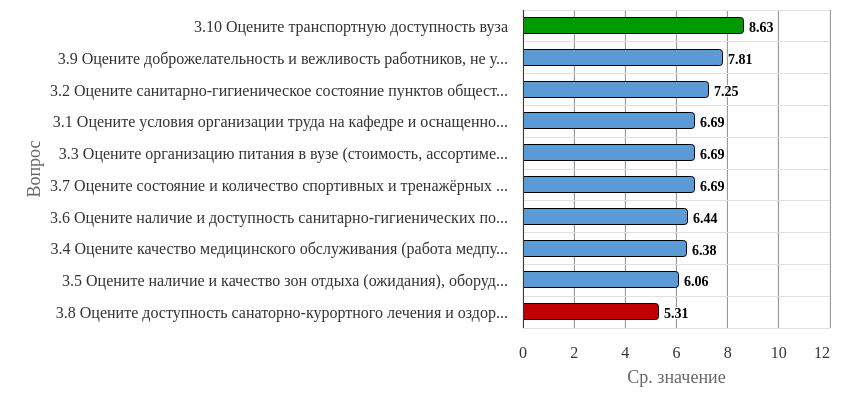 3.10 Оцените транспортную доступность вуза 8.63
3.9 Оцените доброжелательность и вежливость работников, не у... 7.81
3.2 Оцените санитарно-гигиеническое состояние пунктов общест... 7.25
3.1 Оцените условия организации труда на кафедре и оснащенно... 6.69
3.3 Оцените организацию питания в вузе (стоимость, ассортиме... 6.69
3.7 Оцените состояние и количество спортивных и тренажёрных ... 6.69
3.6 Оцените наличие и доступность санитарно-гигиенических по... 6.44
3.4 Оцените качество медицинского обслуживания (работа медпу... 6.38
3.5 Оцените наличие и качество зон отдыха (ожидания), оборуд... 6.06
3.8 Оцените доступность санаторно-курортного лечения и оздор... 5.31
Вопрос
0 2 4 6 8 10 12
Ср. значение